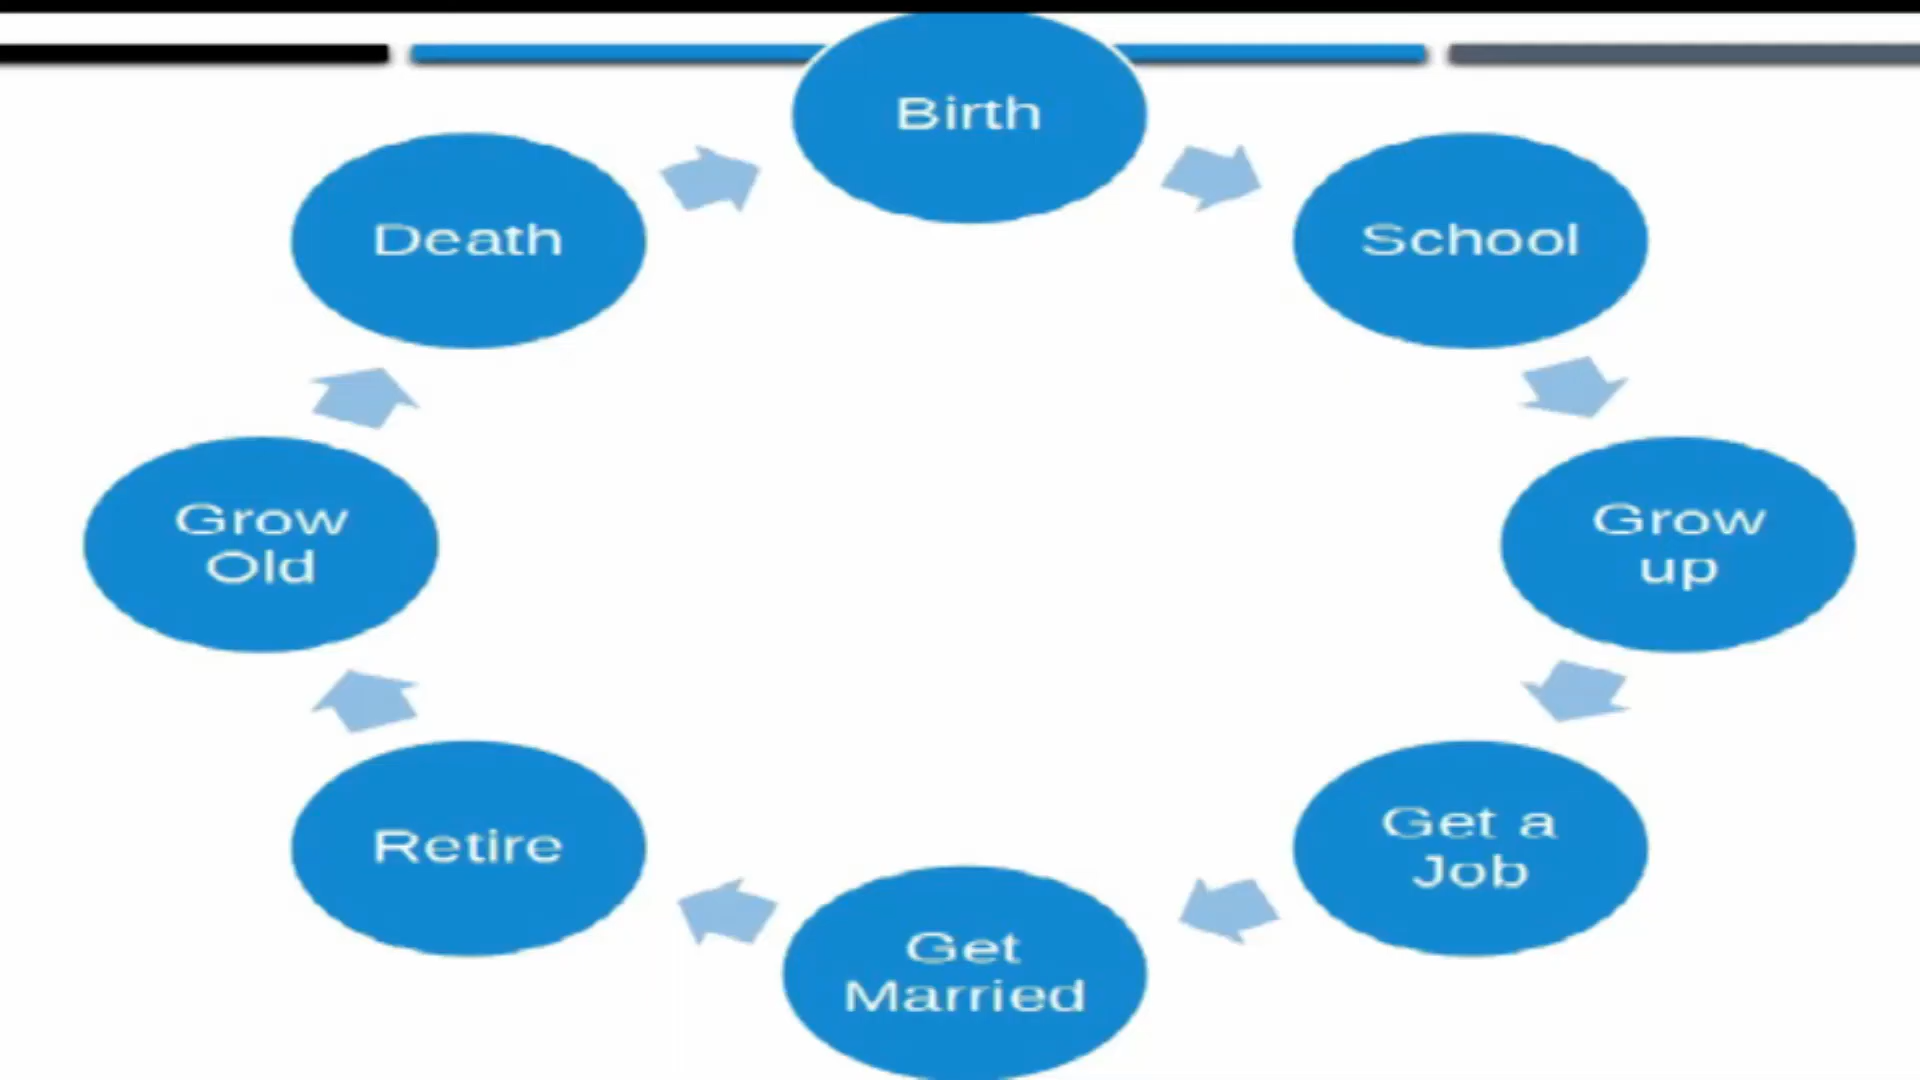 Birth
School
Grow
up
Get a
Job
Get
Married
Retire
Grow
Old
Death